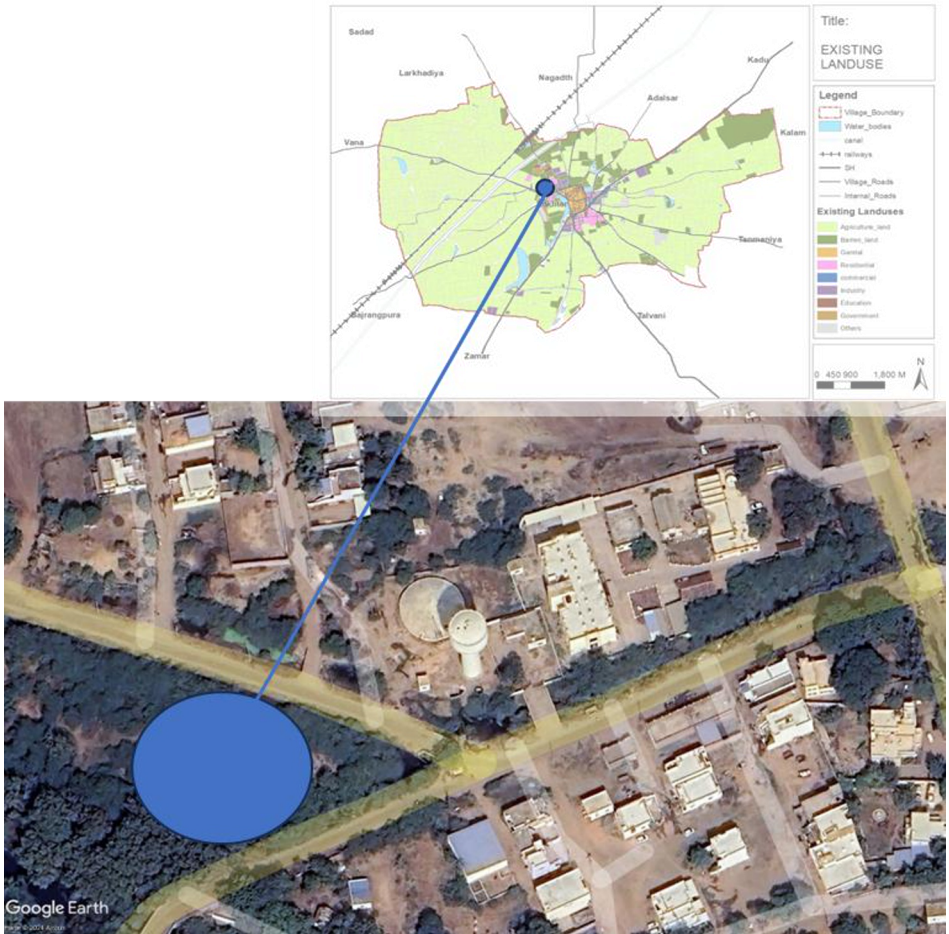 Title:
EXISTING
LANDUSE
Sadad
Larkhadiya
Nagadth
Kadu
Adalsar
Kalam
Vana
Tanmaniya
Bajrangpura
Talvani
Zamar
Legend
Village_Boundary
Water_bodies
canal
railways
SH
Village_Roads
Internal_Roads
Existing Landuses
Agriculture_land
Barren_land
Gamtal
Residential
commercial
Industry
Education
Government
Others
N
0 450 900 1,800 M
Google Earth